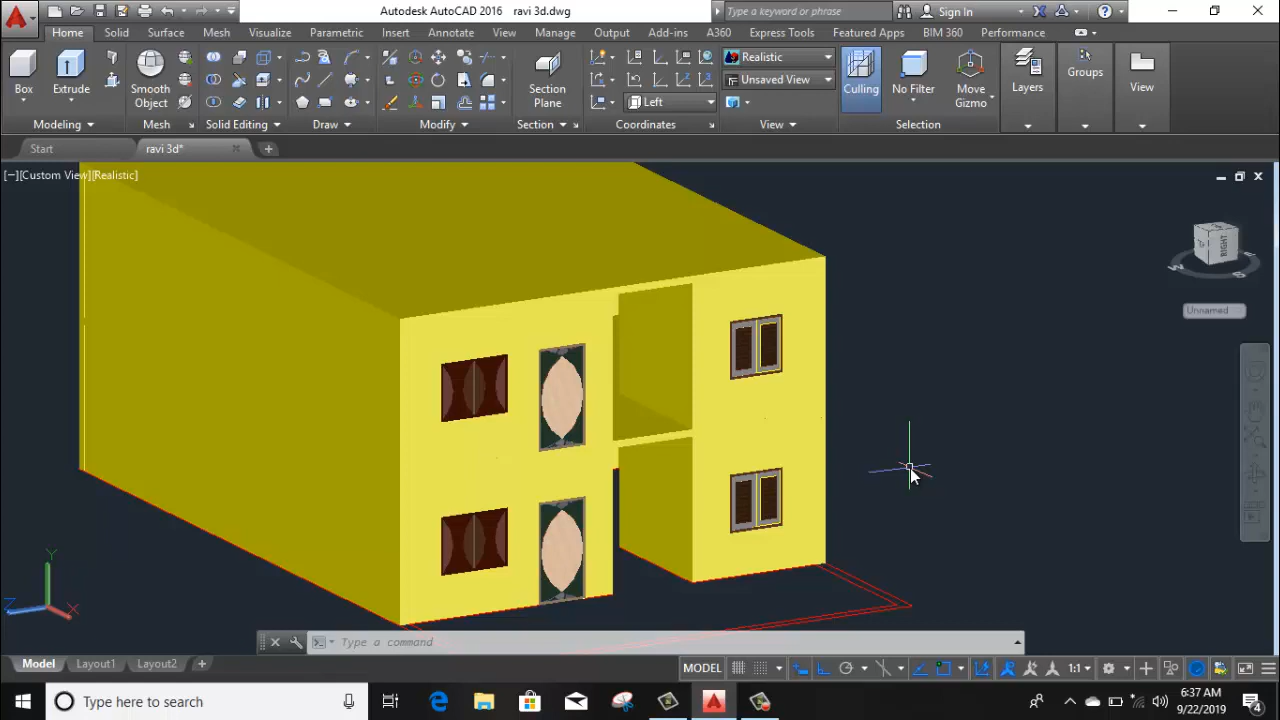 Autodesk AutoCAD 2016 ravi 3d.dwg
Type a keyword or phrase
Sign In
Home Solid Surface Mesh Visualize Parametric Insert Annotate View Manage Output Add-ins A360 Express Tools Featured Apps BIM 360 Performance
Realistic
Unsaved View
Left
Box
Extrude
Smooth
Object
Section
Plane
Culling
No Filter
Move
Gizmo
Layers
Groups
View
Modeling
Mesh
Solid Editing
Draw
Modify
Section
Coordinates
View
Selection
Start
ravi 3d*
[−][Custom View][Realistic]
RIGHT
W
S
Unnamed
Y
Z
X
Type a command
Model Layout1 Layout2
MODEL
1:1
Type here to search
6:37 AM
9/22/2019